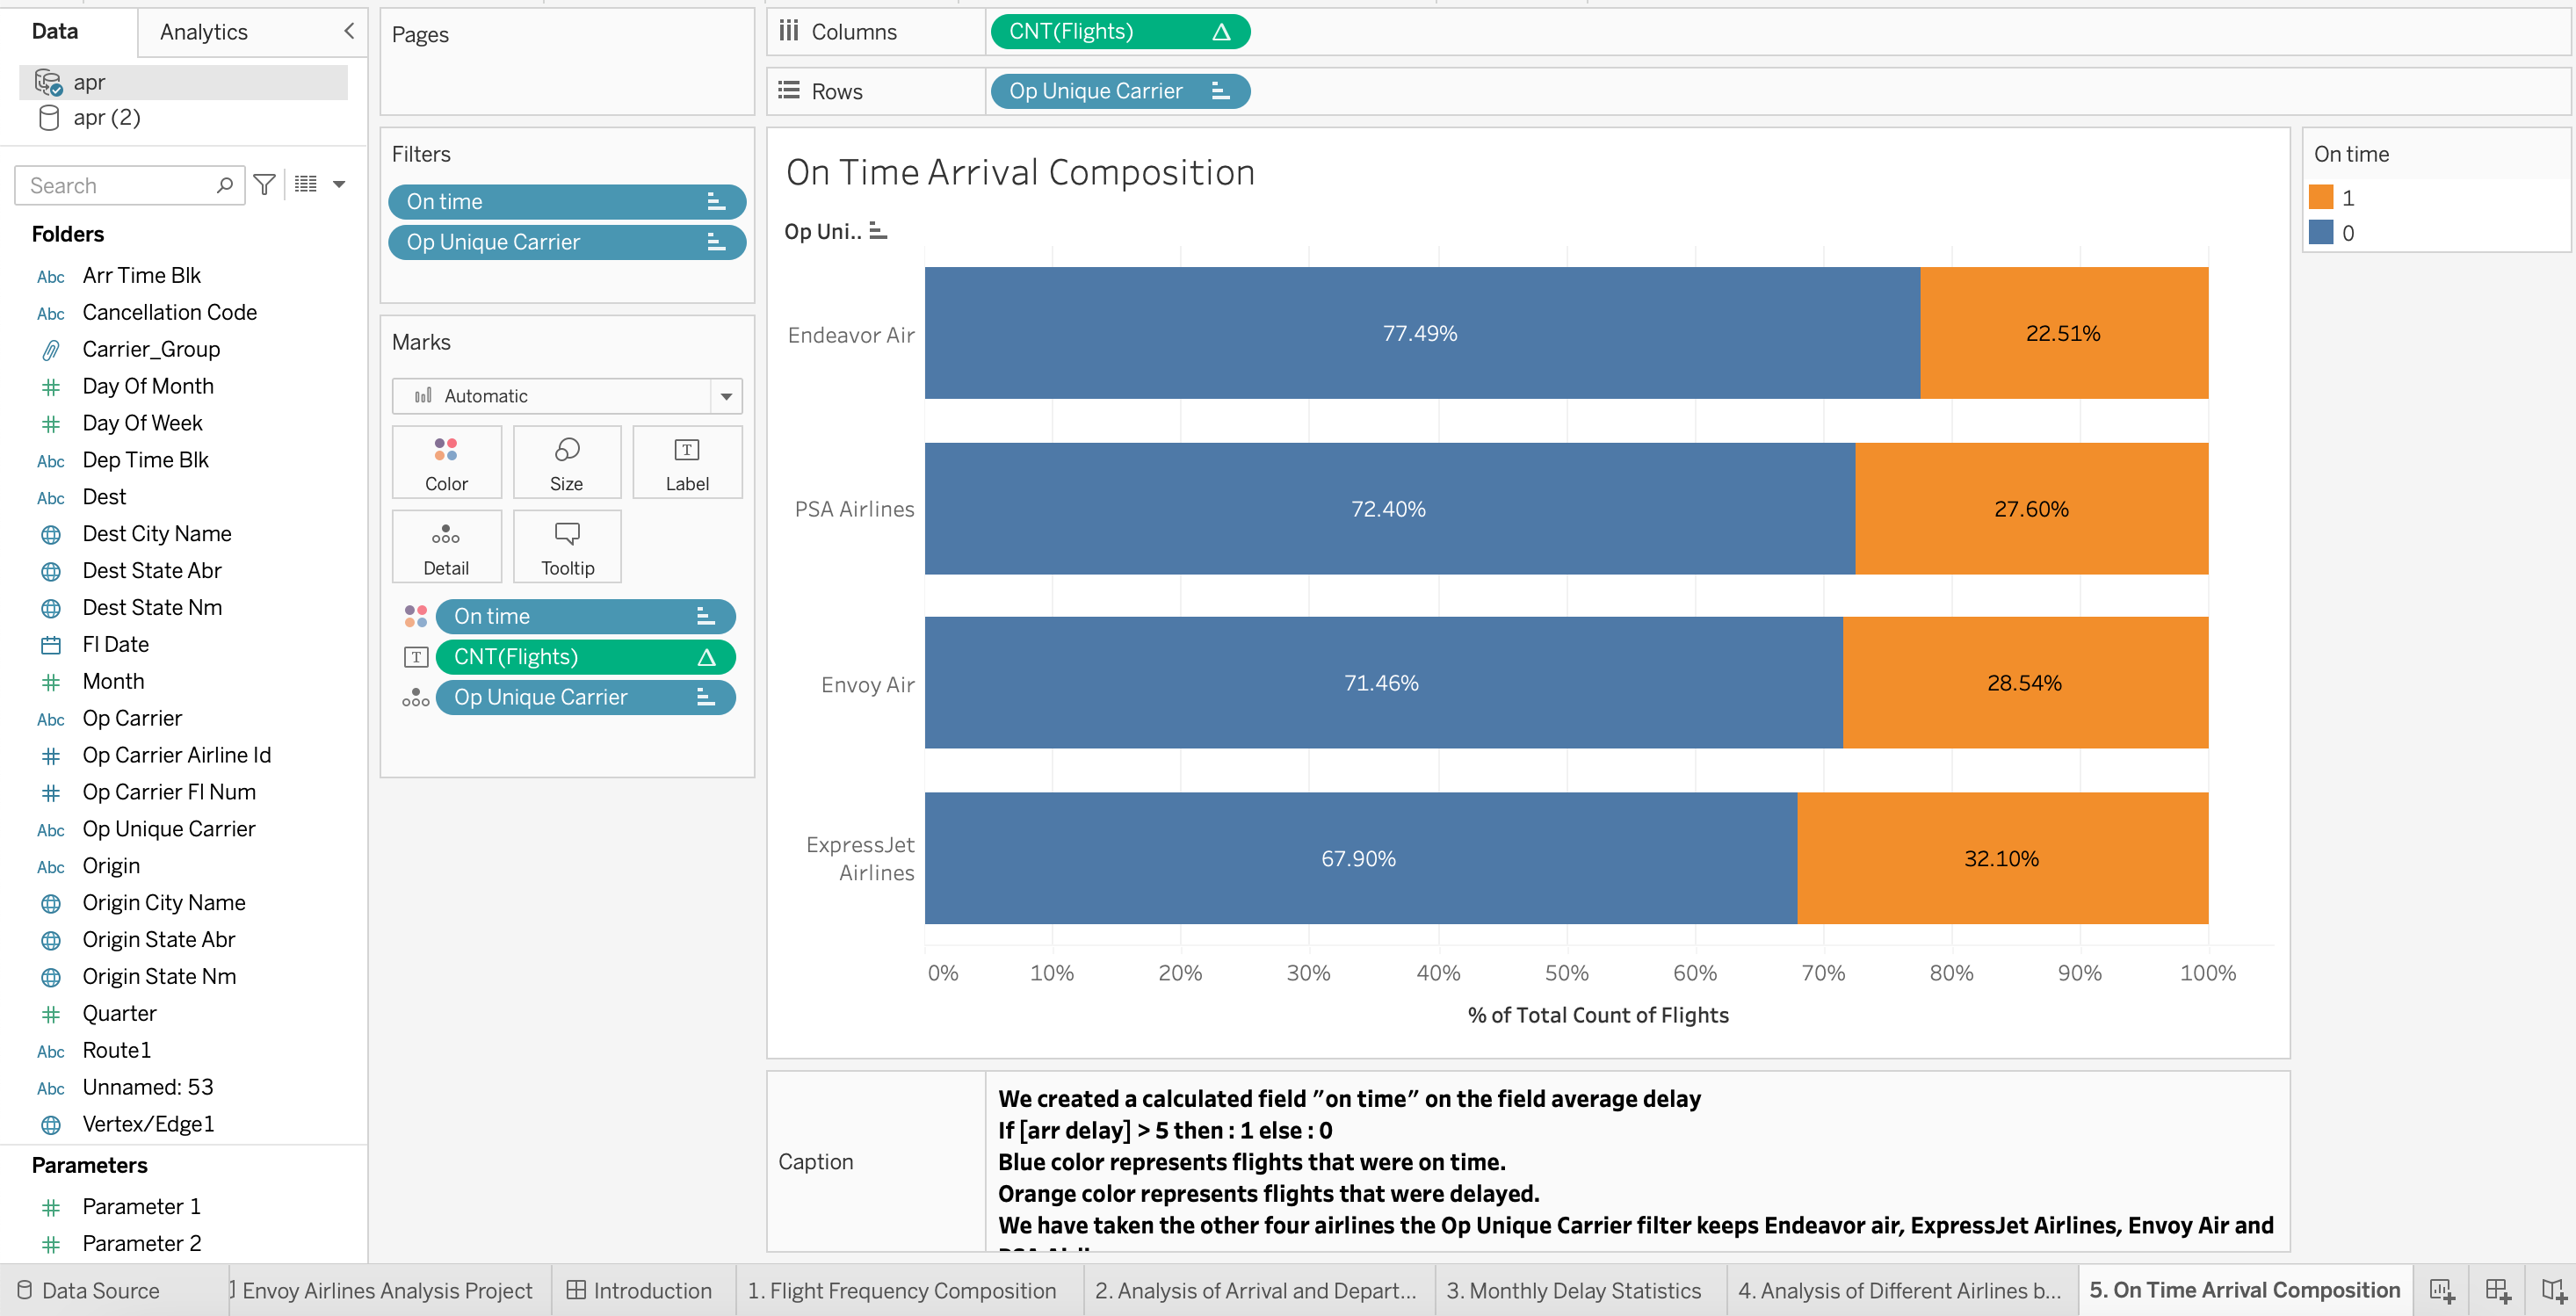 Data
Analytics
apr
apr (2)
Search
Folders
Abc Arr Time Blk
Abc Cancellation Code
Carrier_Group
Day Of Month
Day Of Week
Abc Dep Time Blk
Abc Dest
Dest City Name
Dest State Abr
Dest State Nm
Fl Date
Month
Abc Op Carrier
Op Carrier Airline Id
Op Carrier Fl Num
Abc Op Unique Carrier
Abc Origin
Origin City Name
Origin State Abr
Origin State Nm
Quarter
Abc Route1
Abc Unnamed: 53
Vertex/Edge1
Parameters
Parameter 1
Parameter 2
Pages
Filters
On time
Op Unique Carrier
Marks
Automatic
Color Size Label
Detail Tooltip
On time
CNT(Flights)
Op Unique Carrier
Columns CNT(Flights)
Rows Op Unique Carrier
On Time Arrival Composition
Op Uni..
Endeavor Air 77.49% 22.51%
PSA Airlines 72.40% 27.60%
Envoy Air 71.46% 28.54%
ExpressJet
Airlines
67.90% 32.10%
0% 10% 20% 30% 40% 50% 60% 70% 80% 90% 100%
% of Total Count of Flights
On time
1
0
Caption
We created a calculated field "on time" on the field average delay
If [arr delay] > 5 then : 1 else : 0
Blue color represents flights that were on time.
Orange color represents flights that were delayed.
We have taken the other four airlines the Op Unique Carrier filter keeps Endeavor air, ExpressJet Airlines, Envoy Air and
Data Source
Envoy Airlines Analysis Project
Introduction
1. Flight Frequency Composition
2. Analysis of Arrival and Depart...
3. Monthly Delay Statistics
4. Analysis of Different Airlines b...
5. On Time Arrival Composition